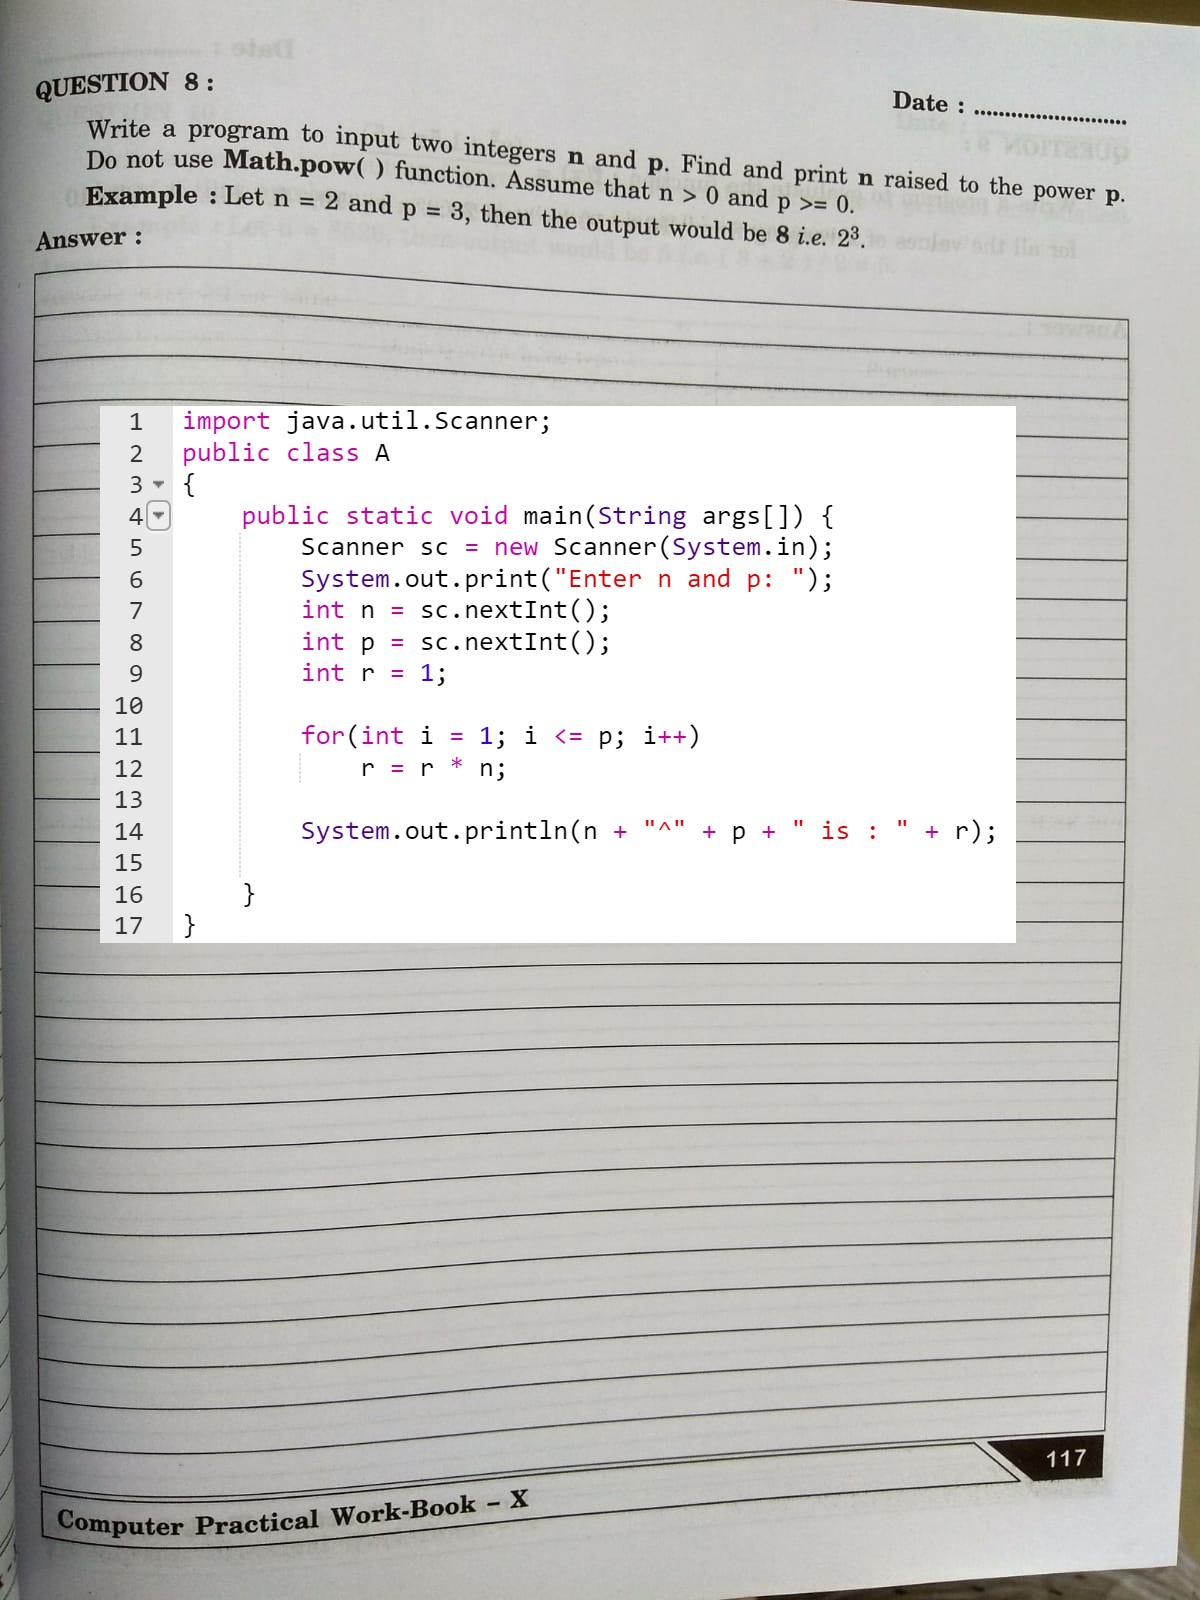 QUESTION 8 :
Date : ..........................
Write a program to input two integers n and p. Find and print n raised to the power p.
Do not use Math.pow( ) function. Assume that n > 0 and p >= 0.
Example : Let n = 2 and p = 3, then the output would be 8 i.e. 2³.
Answer :
1 import java.util.Scanner;
2 public class A
3 {
4 public static void main(String args[]) {
5 Scanner sc = new Scanner(System.in);
6 System.out.print("Enter n and p: ");
7 int n = sc.nextInt();
8 int p = sc.nextInt();
9 int r = 1;
10
11 for(int i = 1; i <= p; i++)
12 r = r * n;
13
14 System.out.println(n + "^" + p + " is : " + r);
15
16 }
17 }
117
Computer Practical Work-Book – X